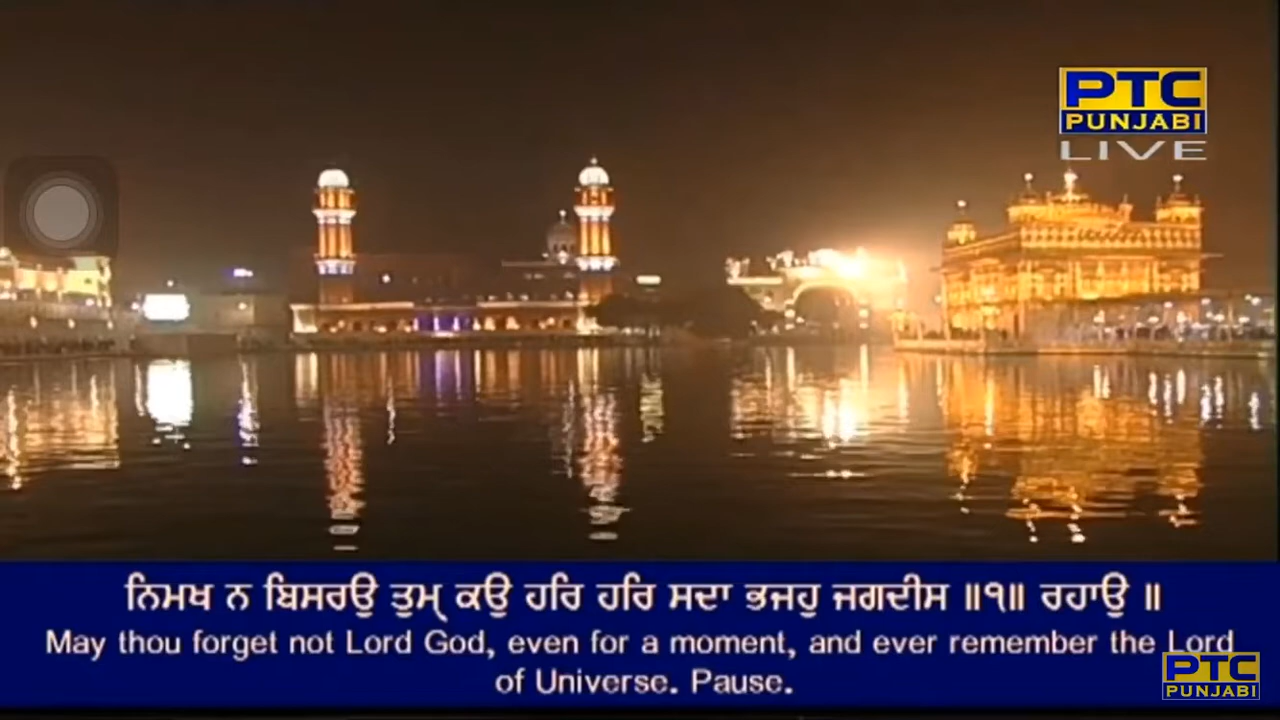 PTC
PUNJABI
LIVE
ਨਿਮਖ ਨ ਬਿਸਰਉ ਤੁਮ੍ ਕਉ ਹਰਿ ਹਰਿ ਸਦਾ ਭਜਹੁ ਜਗਦੀਸ ॥੧॥ ਰਹਾਉ ॥
May thou forget not Lord God, even for a moment, and ever remember the Lord
of Universe. Pause.
PTC
PUNJABI